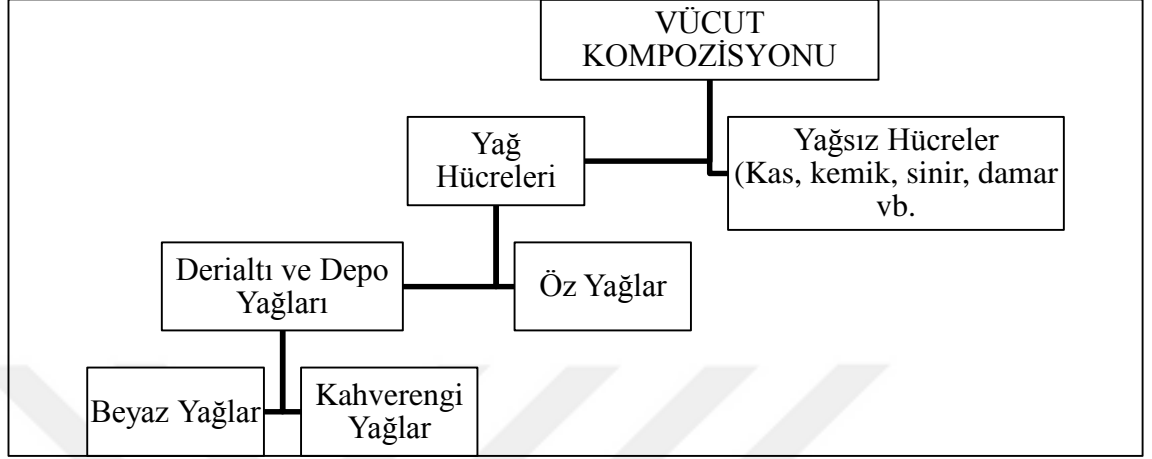 VÜCUT
KOMPOZİSYONU
Yağ
Hücreleri
Yağsız Hücreler
(Kas, kemik, sinir, damar
vb.
Derialtı ve Depo
Yağları
Öz Yağlar
Beyaz Yağlar
Kahverengi
Yağlar